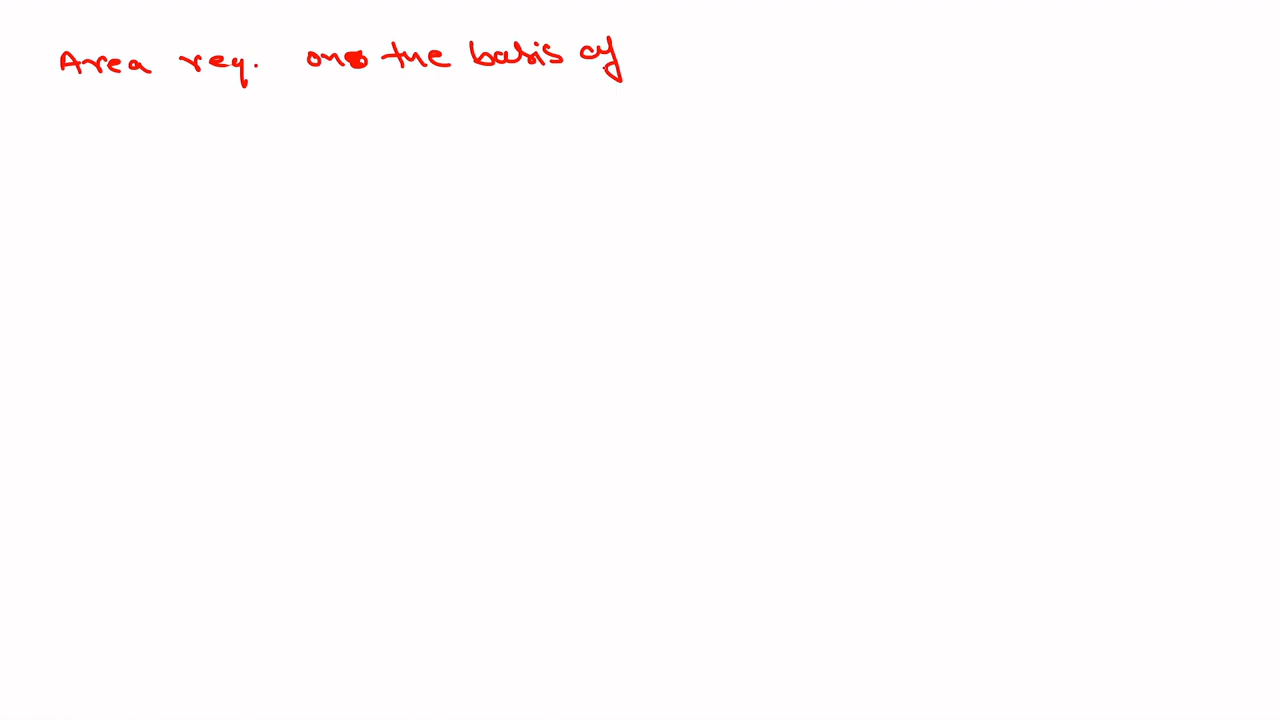 Area req. on the basis of